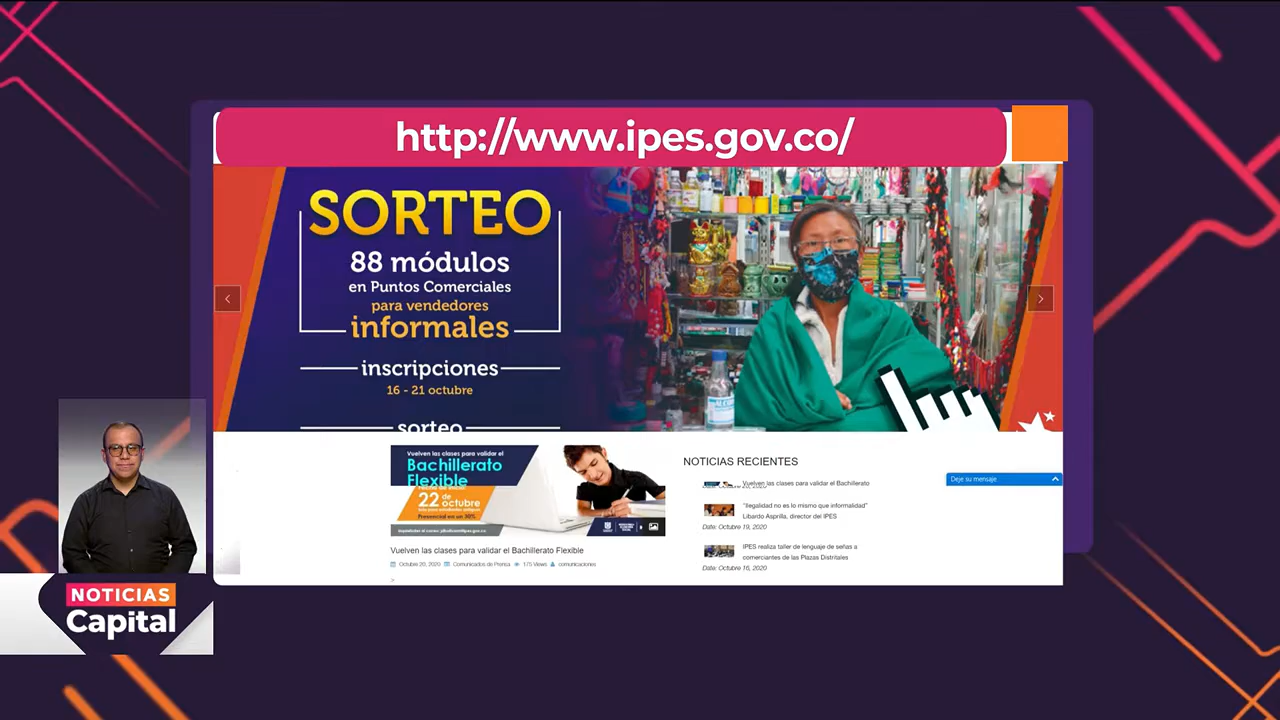 http://www.ipes.gov.co/
SORTEO
88 módulos
en Puntos Comerciales
para vendedores
informales
inscripciones
16 - 21 octubre
sorteo
Vuelven las clases para validar el
Bachillerato
Flexible
22 de
octubre
Presencial en un 30%
Vuelven las clases para validar el Bachillerato Flexible
Octubre 20, 2020 Comunicados de Prensa 175 Views comunicaciones
>
NOTICIAS RECIENTES
Vuelven las clases para validar el Bachillerato
"Ilegalidad no es lo mismo que informalidad"
Libardo Asprilla, director del IPES
Date: Octubre 19, 2020
IPES realiza taller de lenguaje de señas a
comerciantes de las Plazas Distritales
Date: Octubre 16, 2020
Deje su mensaje
NOTICIAS
Capital